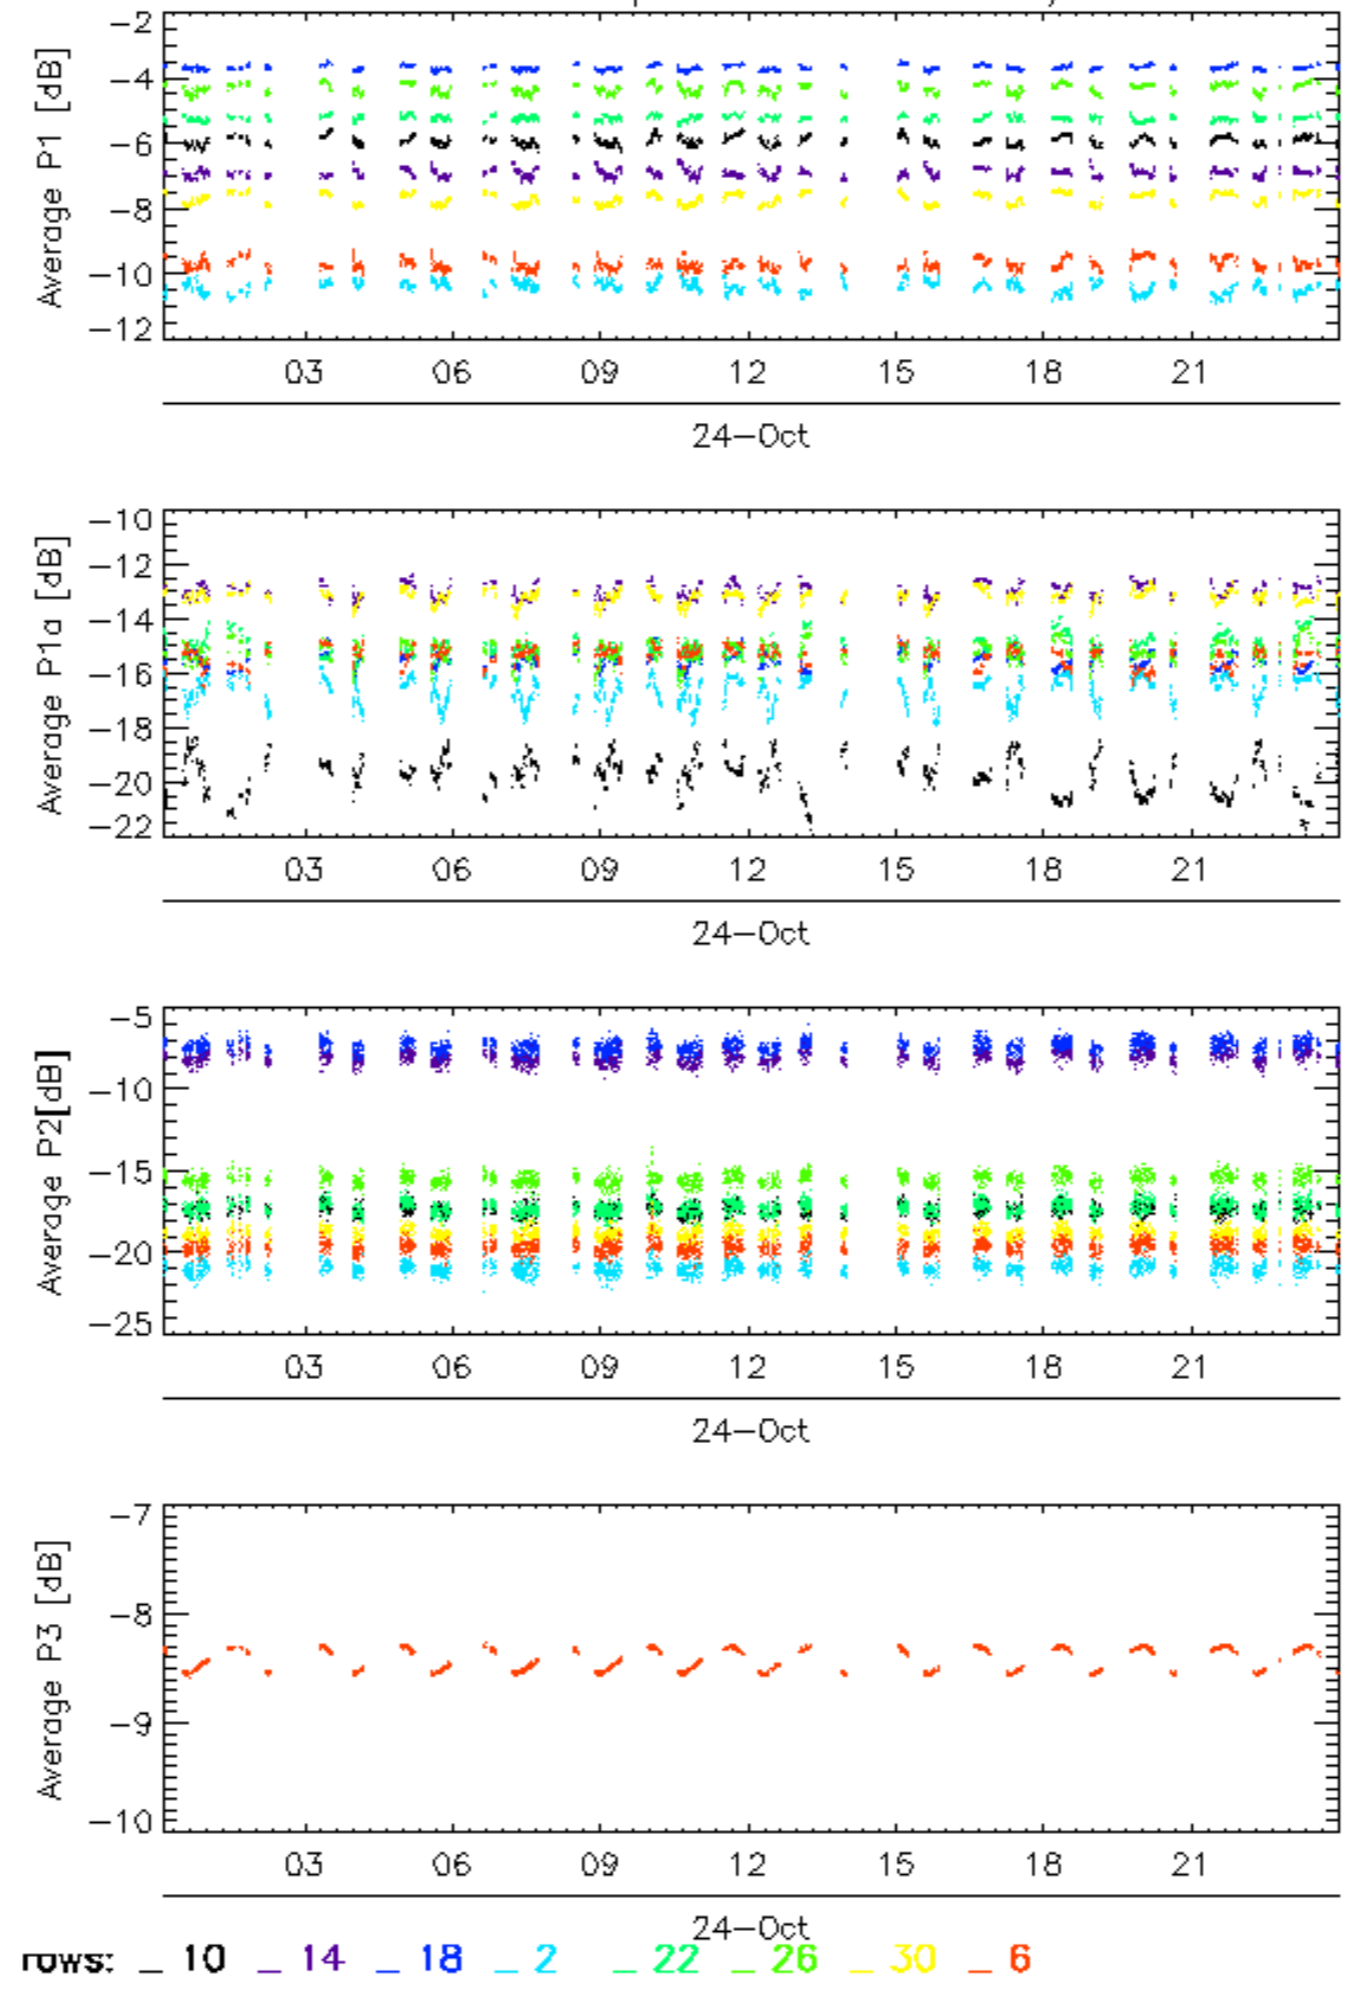 Average P1 [dB]
−2
−4
−6
−8
−10
−12
03 06 09 12 15 18 21
24−Oct
Average P1a [dB]
−10
−12
−14
−16
−18
−20
−22
03 06 09 12 15 18 21
24−Oct
Average P2[dB]
−5
−10
−15
−20
−25
03 06 09 12 15 18 21
24−Oct
Average P3 [dB]
−7
−8
−9
−10
03 06 09 12 15 18 21
24−Oct
rows: _ 10 _ 14 _ 18 _ 2 _ 22 _ 26 _ 30 _ 6